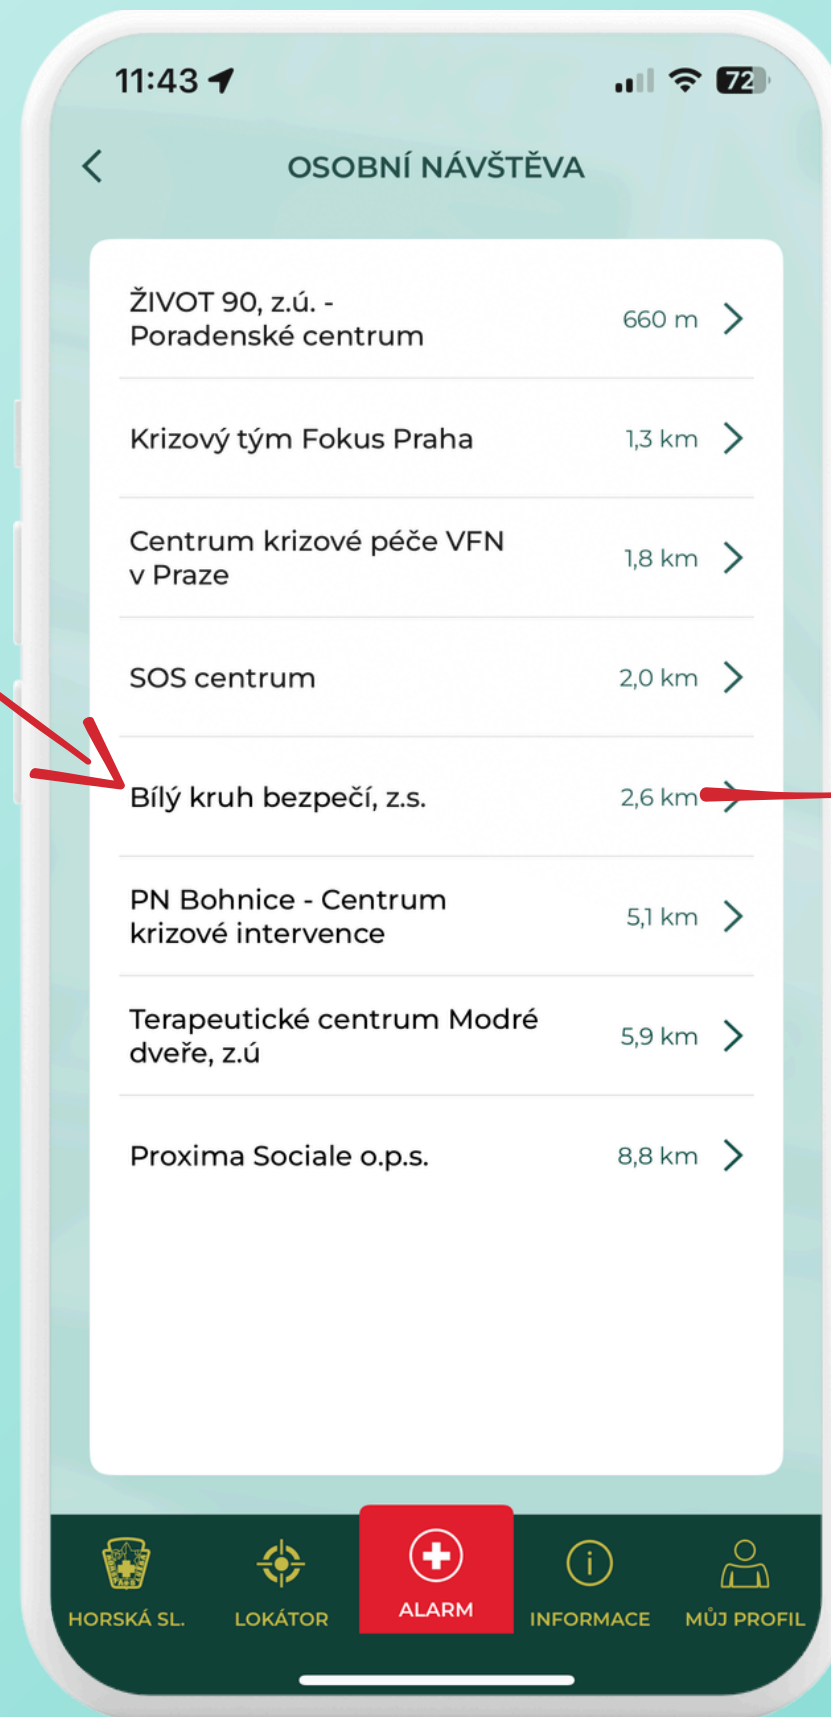 11:43
72
OSOBNÍ NÁVŠTĚVA
ŽIVOT 90, z.ú. -
Poradenské centrum
660 m
Krizový tým Fokus Praha
1,3 km
Centrum krizové péče VFN
v Praze
1,8 km
SOS centrum
2,0 km
Bílý kruh bezpečí, z.s.
2,6 km
PN Bohnice - Centrum
krizové intervence
5,1 km
Terapeutické centrum Modré
dveře, z.ú
5,9 km
Proxima Sociale o.p.s.
8,8 km
HORSKÁ SL.
LOKÁTOR
ALARM
INFORMACE
MŮJ PROFIL